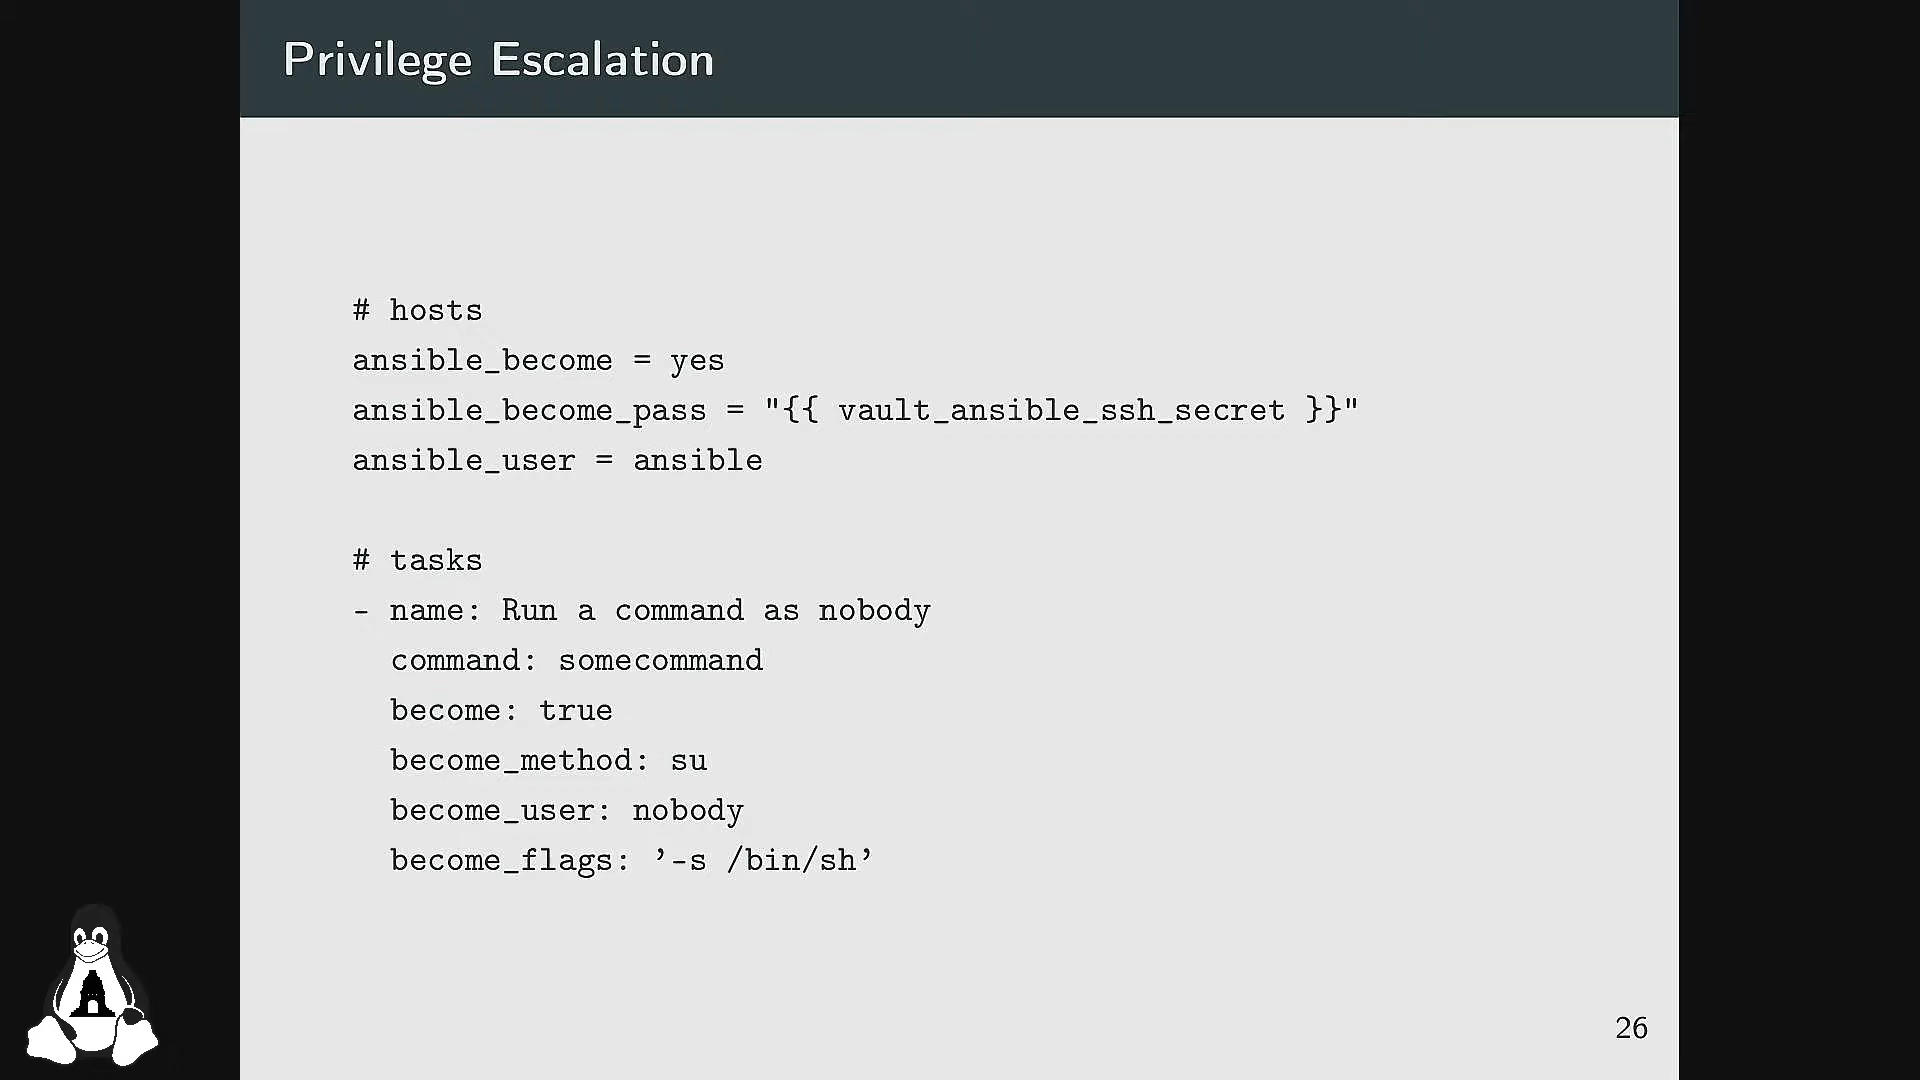 Privilege Escalation
# hosts
ansible_become = yes
ansible_become_pass = "{{ vault_ansible_ssh_secret }}"
ansible_user = ansible
# tasks
- name: Run a command as nobody
  command: somecommand
  become: true
  become_method: su
  become_user: nobody
  become_flags: ’-s /bin/sh’
26